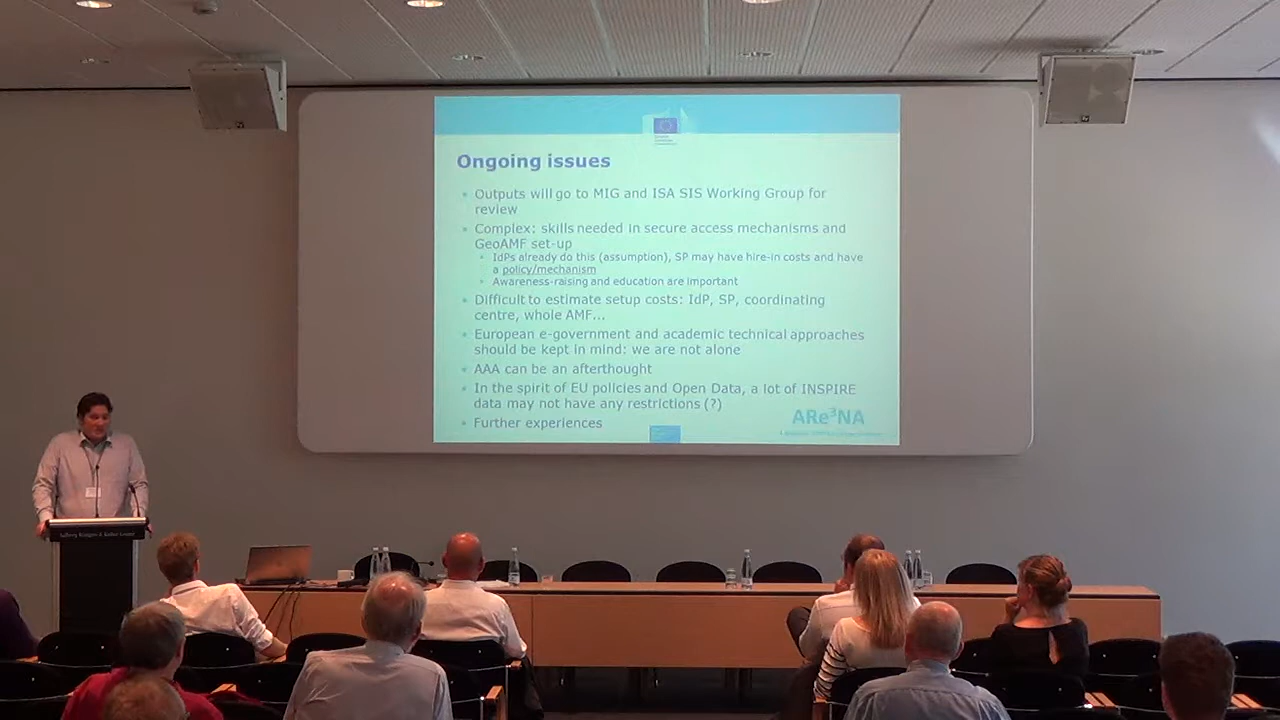 Ongoing issues
Outputs will go to MIG and ISA SIS Working Group for
review
Complex: skills needed in secure access mechanisms and
GeoAMF set-up
IdPs already do this (assumption), SP may have hire-in costs and have
a policy/mechanism
Awareness-raising and education are important
Difficult to estimate setup costs: IdP, SP, coordinating
centre, whole AMF...
European e-government and academic technical approaches
should be kept in mind: we are not alone
AAA can be an afterthought
In the spirit of EU policies and Open Data, a lot of INSPIRE
data may not have any restrictions (?)
Further experiences
ARe³NA
Aalborg Kongres & Kultur Center